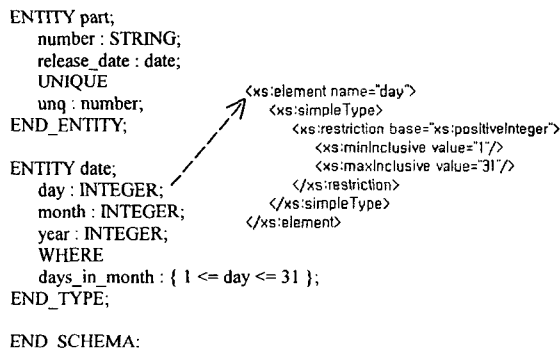 ENTITY part;
number : STRING;
release_date : date;
UNIQUE
unq : number;
END_ENTITY;
ENTITY date;
day : INTEGER;
month : INTEGER;
year : INTEGER;
WHERE
days_in_month : { 1 <= day <= 31 };
END_TYPE;
END_SCHEMA;
<xs:element name="day">
<xs:simpleType>
<xs:restriction base="xs:positiveInteger">
<xs:minInclusive value="1"/>
<xs:maxInclusive value="31"/>
</xs:restriction>
</xs:simpleType>
</xs:element>